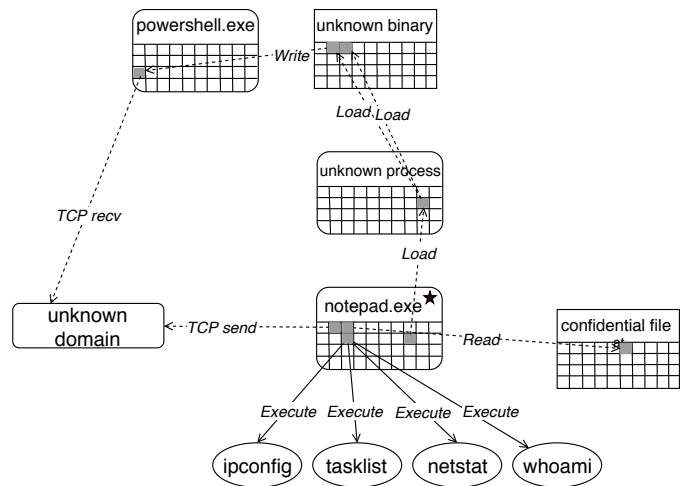 powershell.exe
unknown binary
Write
Load
Load
unknown process
TCP recv
Load
unknown
domain
TCP send
notepad.exe
Read
confidential file
Execute
Execute
Execute
Execute
ipconfig
tasklist
netstat
whoami